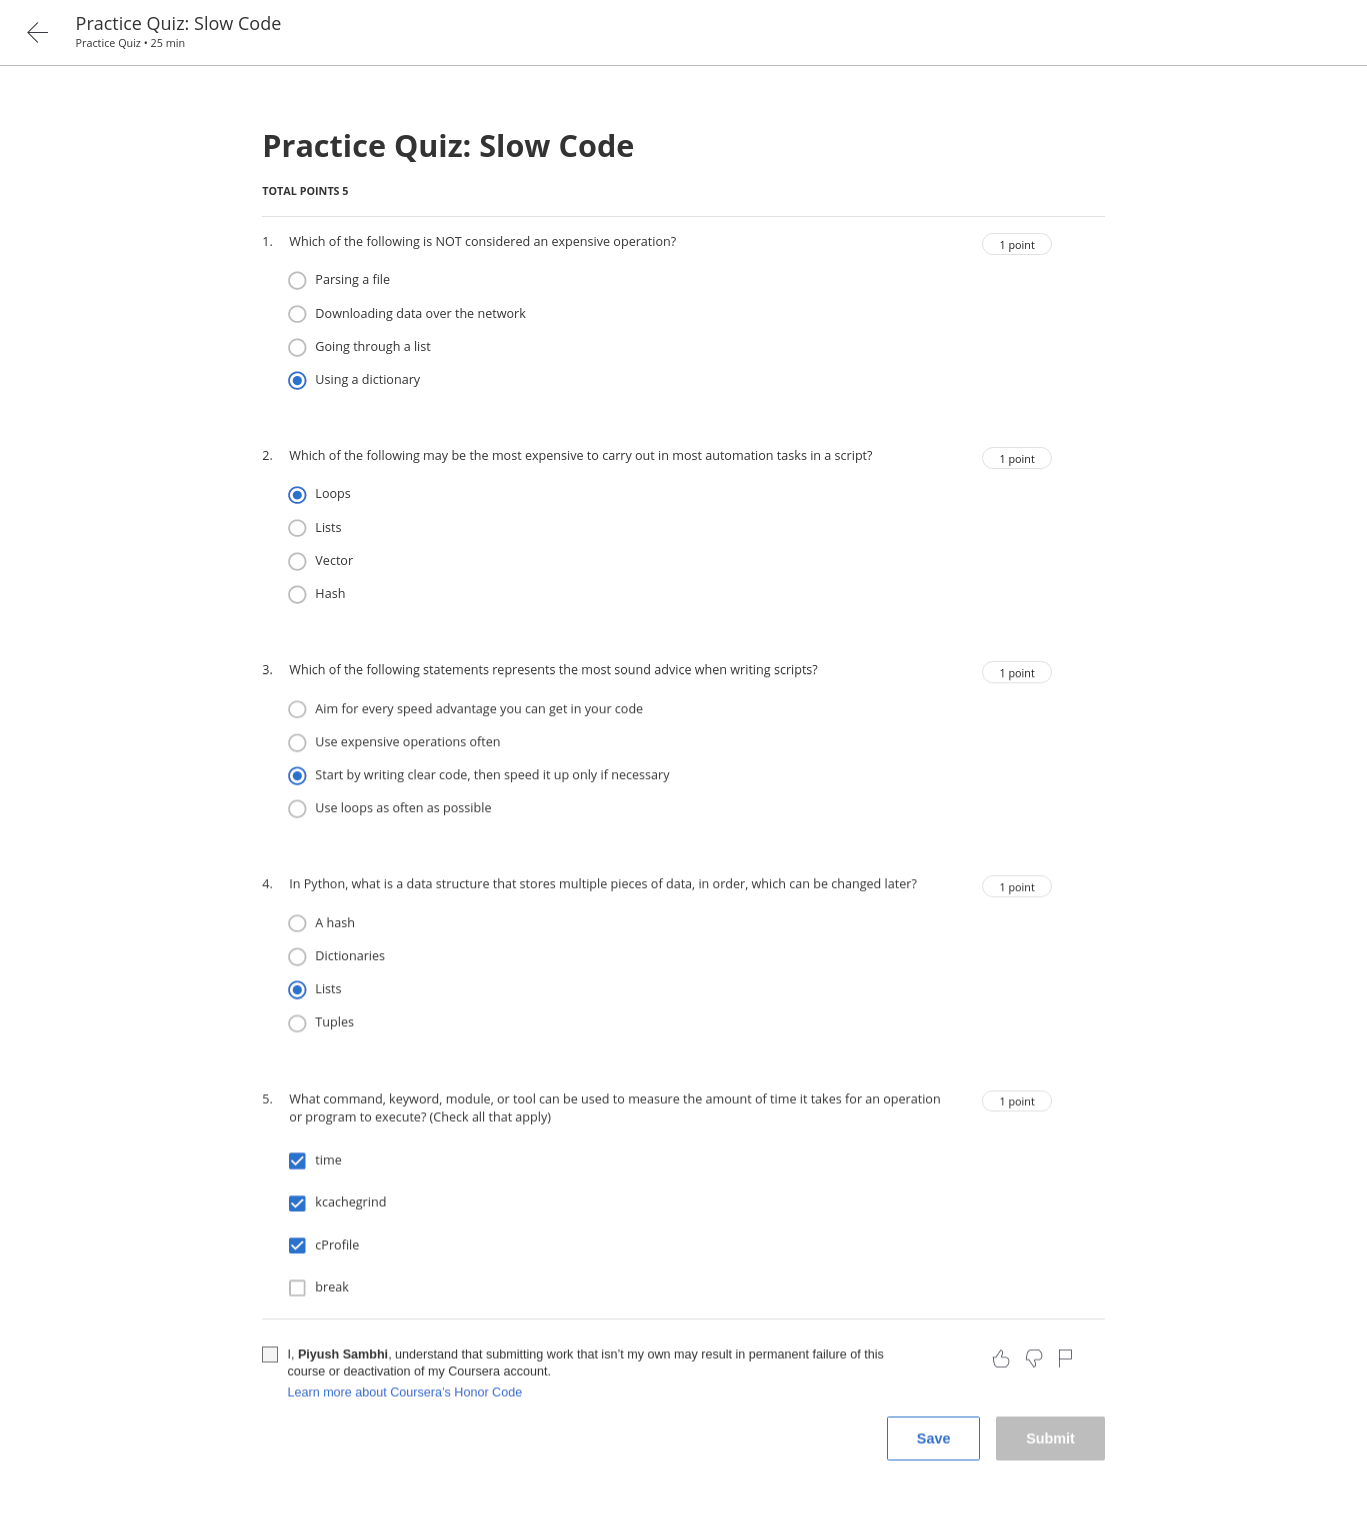 Practice Quiz: Slow Code
Practice Quiz • 25 min
Practice Quiz: Slow Code
TOTAL POINTS 5
1. Which of the following is NOT considered an expensive operation? 1 point
Parsing a file
Downloading data over the network
Going through a list
Using a dictionary
2. Which of the following may be the most expensive to carry out in most automation tasks in a script? 1 point
Loops
Lists
Vector
Hash
3. Which of the following statements represents the most sound advice when writing scripts? 1 point
Aim for every speed advantage you can get in your code
Use expensive operations often
Start by writing clear code, then speed it up only if necessary
Use loops as often as possible
4. In Python, what is a data structure that stores multiple pieces of data, in order, which can be changed later? 1 point
A hash
Dictionaries
Lists
Tuples
5. What command, keyword, module, or tool can be used to measure the amount of time it takes for an operation 1 point
or program to execute? (Check all that apply)
time
kcachegrind
cProfile
break
I, Piyush Sambhi, understand that submitting work that isn't my own may result in permanent failure of this
course or deactivation of my Coursera account.
Learn more about Coursera's Honor Code
Save Submit